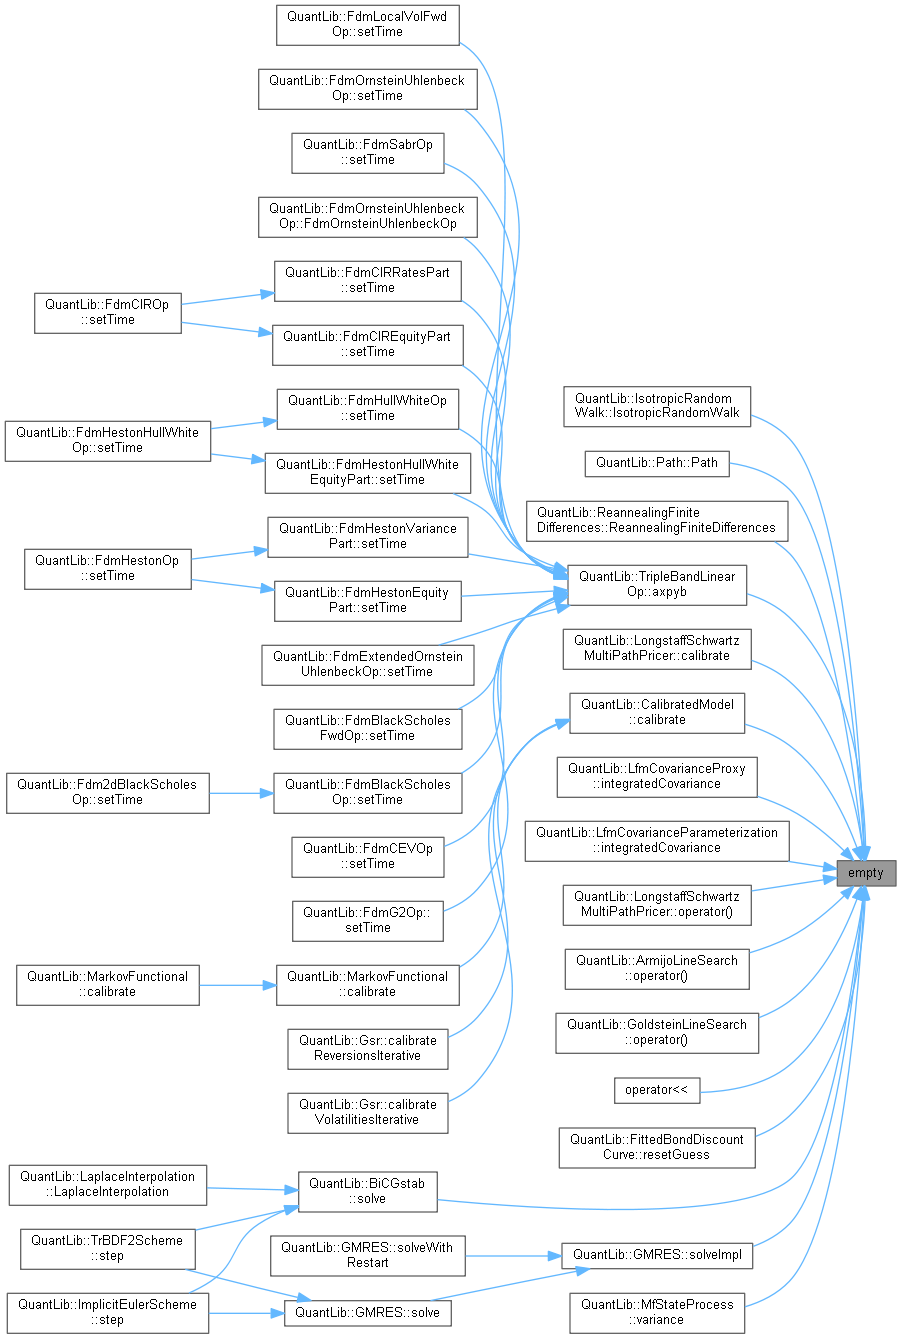 QuantLib::FdmLocalVolFwd
Op::setTime
QuantLib::FdmOrnsteinUhlenbeck
Op::setTime
QuantLib::FdmSabrOp
::setTime
QuantLib::FdmOrnsteinUhlenbeck
Op::FdmOrnsteinUhlenbeckOp
QuantLib::FdmCIRRatesPart
::setTime
QuantLib::FdmCIROp
::setTime
QuantLib::FdmCIREquityPart
::setTime
QuantLib::FdmHullWhiteOp
::setTime
QuantLib::FdmHestonHullWhite
Op::setTime
QuantLib::FdmHestonHullWhite
EquityPart::setTime
QuantLib::FdmHestonVariance
Part::setTime
QuantLib::FdmHestonOp
::setTime
QuantLib::FdmHestonEquity
Part::setTime
QuantLib::FdmExtendedOrnstein
UhlenbeckOp::setTime
QuantLib::FdmBlackScholes
FwdOp::setTime
QuantLib::Fdm2dBlackScholes
Op::setTime
QuantLib::FdmBlackScholes
Op::setTime
QuantLib::FdmCEVOp
::setTime
QuantLib::FdmG2Op::
setTime
QuantLib::MarkovFunctional
::calibrate
QuantLib::MarkovFunctional
::calibrate
QuantLib::Gsr::calibrate
ReversionsIterative
QuantLib::Gsr::calibrate
VolatilitiesIterative
QuantLib::LaplaceInterpolation
::LaplaceInterpolation
QuantLib::BiCGstab
::solve
QuantLib::TrBDF2Scheme
::step
QuantLib::GMRES::solveWith
Restart
QuantLib::ImplicitEulerScheme
::step
QuantLib::GMRES::solve
QuantLib::IsotropicRandom
Walk::IsotropicRandomWalk
QuantLib::Path::Path
QuantLib::ReannealingFinite
Differences::ReannealingFiniteDifferences
QuantLib::TripleBandLinear
Op::axpyb
QuantLib::LongstaffSchwartz
MultiPathPricer::calibrate
QuantLib::CalibratedModel
::calibrate
QuantLib::LfmCovarianceProxy
::integratedCovariance
QuantLib::LfmCovarianceParameterization
::integratedCovariance
QuantLib::LongstaffSchwartz
MultiPathPricer::operator()
QuantLib::ArmijoLineSearch
::operator()
QuantLib::GoldsteinLineSearch
::operator()
operator<<
QuantLib::FittedBondDiscount
Curve::resetGuess
QuantLib::GMRES::solveImpl
QuantLib::MfStateProcess
::variance
empty